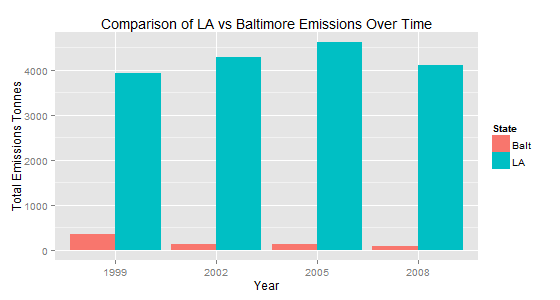 Comparison of LA vs Baltimore Emissions Over Time
Total Emissions Tonnes
4000
3000
2000
1000
0
1999 2002 2005 2008
Year
State
Balt
LA